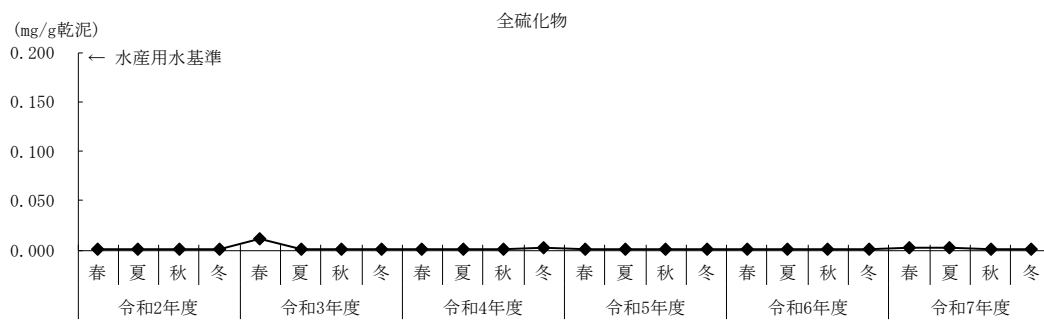 全硫化物
(mg/g乾泥)
0.200
← 水産用水基準
0.150
0.100
0.050
0.000
春 夏 秋 冬 春 夏 秋 冬 春 夏 秋 冬 春 夏 秋 冬 春 夏 秋 冬 春 夏 秋 冬
令和2年度 令和3年度 令和4年度 令和5年度 令和6年度 令和7年度